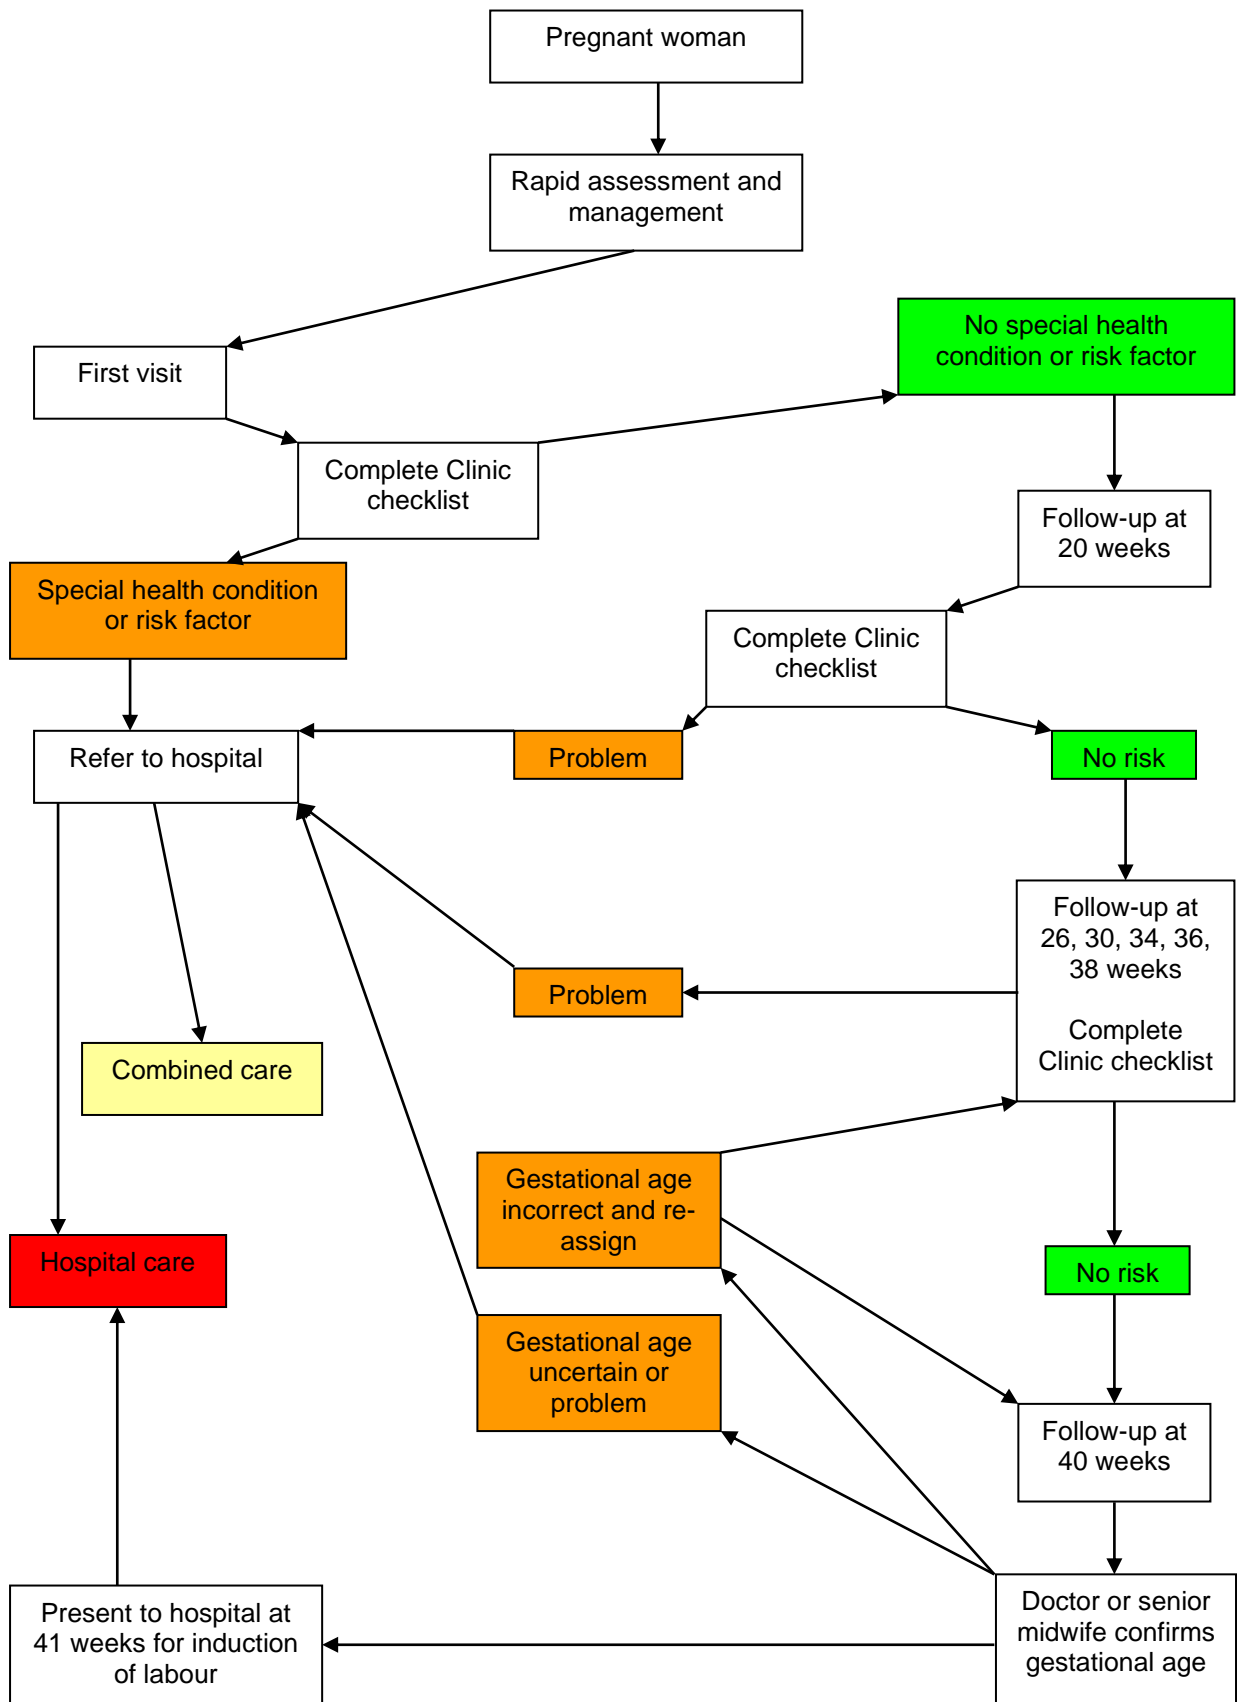 Pregnant woman
Rapid assessment and
management
No special health
condition or risk factor
First visit
Complete Clinic
checklist
Follow-up at
20 weeks
Special health condition
or risk factor
Complete Clinic
checklist
Refer to hospital
Problem
No risk
Follow-up at
26, 30, 34, 36,
38 weeks
Complete
Clinic checklist
Problem
Combined care
Gestational age
incorrect and re-
assign
Hospital care
No risk
Gestational age
uncertain or
problem
Follow-up at
40 weeks
Present to hospital at
41 weeks for induction
of labour
Doctor or senior
midwife confirms
gestational age